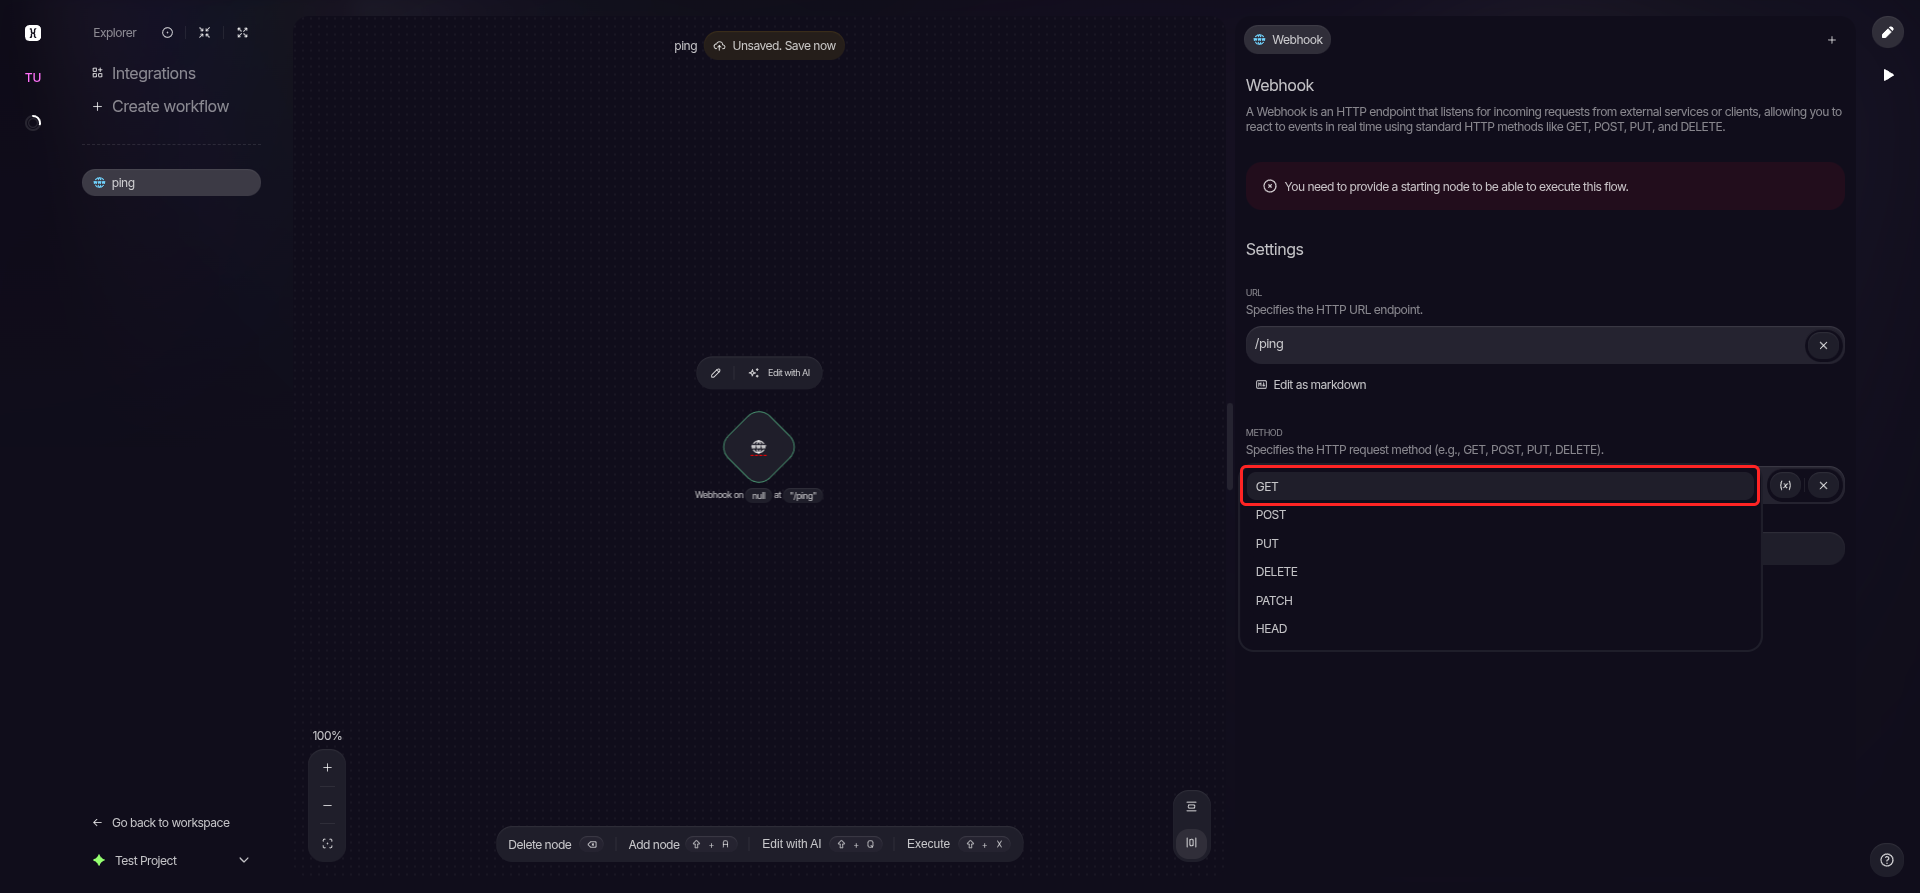 TU
Explorer
Integrations
Create workflow
ping
Go back to workspace
Test Project
ping
Unsaved. Save now
Edit with AI
Webhook on null at "/ping"
100%
Delete node
Add node ⇧ + A
Edit with AI ⇧ + Q
Execute ⇧ + X
Webhook
Webhook
A Webhook is an HTTP endpoint that listens for incoming requests from external services or clients, allowing you to
react to events in real time using standard HTTP methods like GET, POST, PUT, and DELETE.
You need to provide a starting node to be able to execute this flow.
Settings
URL
Specifies the HTTP URL endpoint.
/ping
Edit as markdown
METHOD
Specifies the HTTP request method (e.g., GET, POST, PUT, DELETE).
(x)
GET
POST
PUT
DELETE
PATCH
HEAD